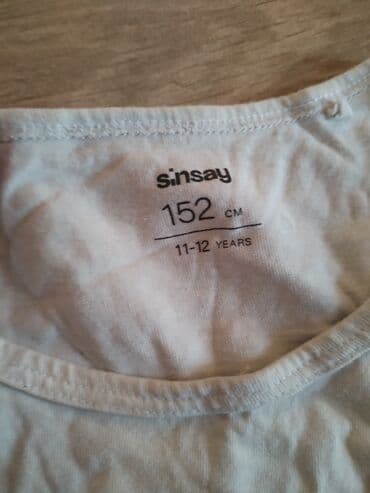 sinsay
152 CM
11-12 YEARS